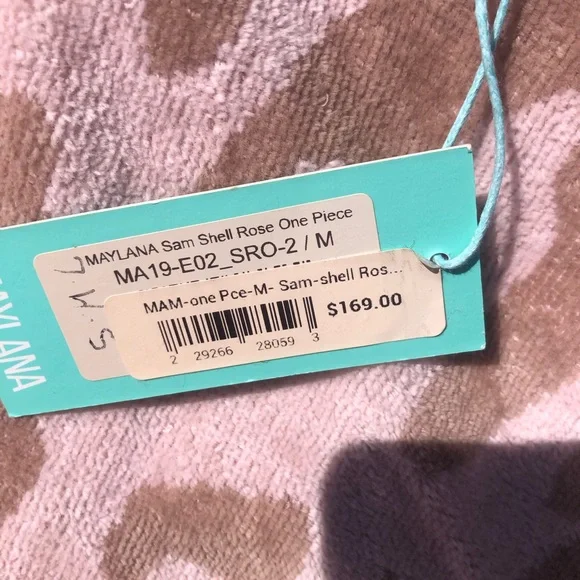 MAYLANA
S. M. L
MAYLANA Sam Shell Rose One Piece
MA19-E02_SRO-2 / M
MAM-one Pce-M- Sam-shell Ros...
$169.00
2 29266 28059 3